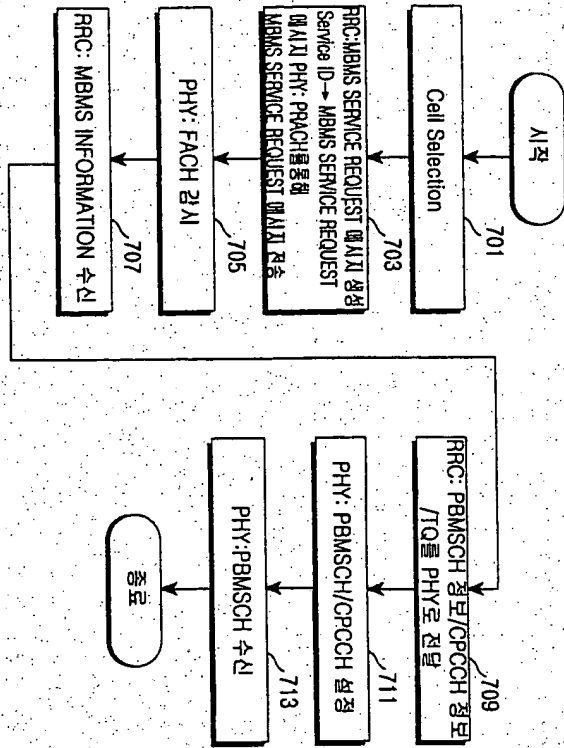 시작
Cell Selection
701
RRC:MBMS SERVICE REQUEST 메시지 생성
Service ID→ MBMS SERVICE REQUEST
메시지 PHY: PRACH를통해
MBMS SERVICE REQUEST 메시지 전송
703
PHY: FACH 감시
705
RRC: MBMS INFORMATION 수신
707
RRC: PBMSCH 정보/CPCCH 정보
/TQ를 PHY로 전달
709
PHY: PBMSCH/CPCCH 설정
711
PHY:PBMSCH 수신
713
종료